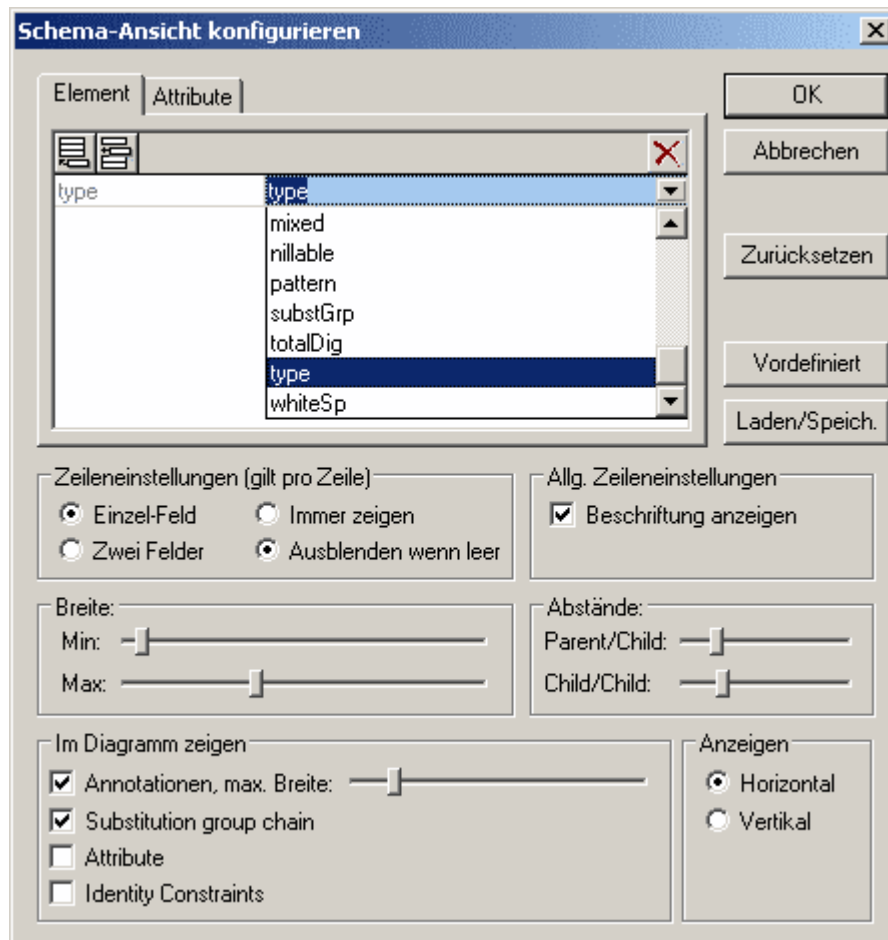 Schema-Ansicht konfigurieren
Element Attribute
OK
Abbrechen
type type
mixed
nillable
pattern
substGrp
totalDig
type
whiteSp
Zurücksetzen
Vordefiniert
Laden/Speich.
Zeileneinstellungen (gilt pro Zeile)
Einzel-Feld Immer zeigen
Zwei Felder Ausblenden wenn leer
Allg. Zeileneinstellungen
Beschriftung anzeigen
Breite:
Min:
Max:
Abstände:
Parent/Child:
Child/Child:
Im Diagramm zeigen
Annotationen, max. Breite:
Substitution group chain
Attribute
Identity Constraints
Anzeigen
Horizontal
Vertikal